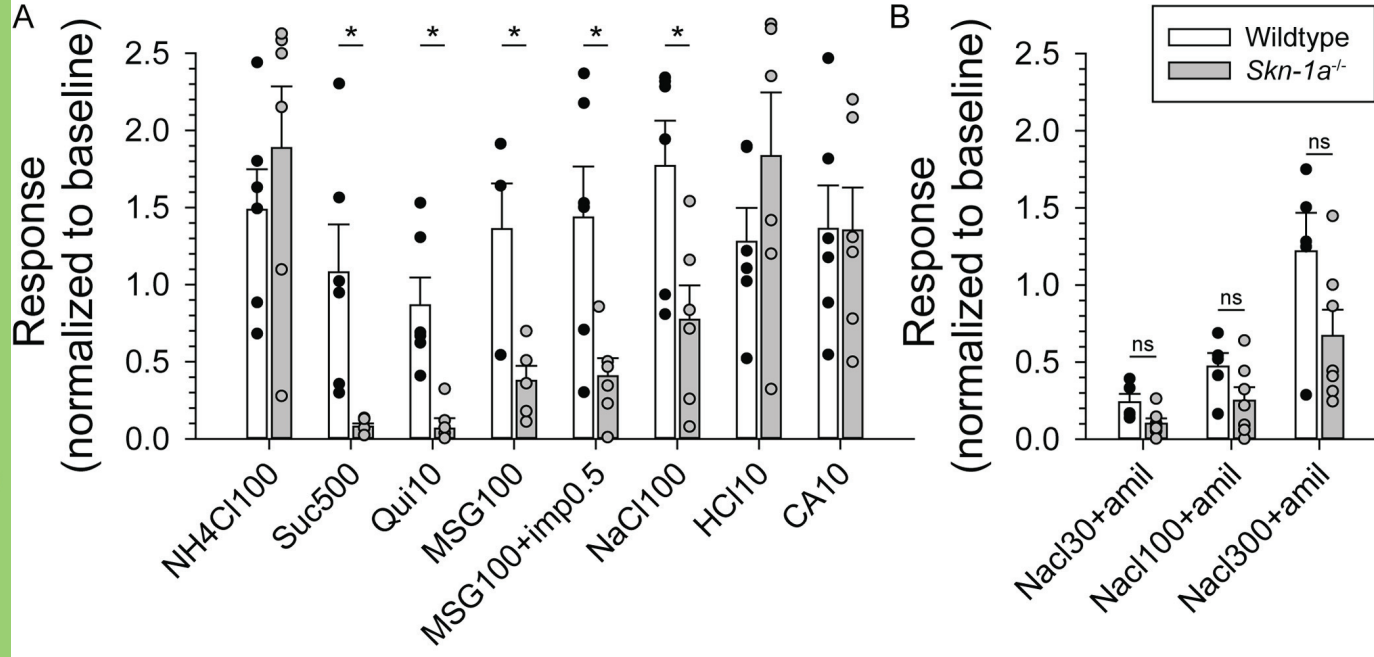 A
Response
(normalized to baseline)
2.5
2.0
1.5
1.0
0.5
0.0
*
*
*
*
*
NH4Cl100
Suc500
Qui10
MSG100
MSG100+imp0.5
NaCl100
HCl10
CA10
B
Wildtype
Skn-1a-/-
Response
(normalized to baseline)
2.5
2.0
1.5
1.0
0.5
0.0
ns
ns
ns
Nacl30+amil
Nacl100+amil
Nacl300+amil